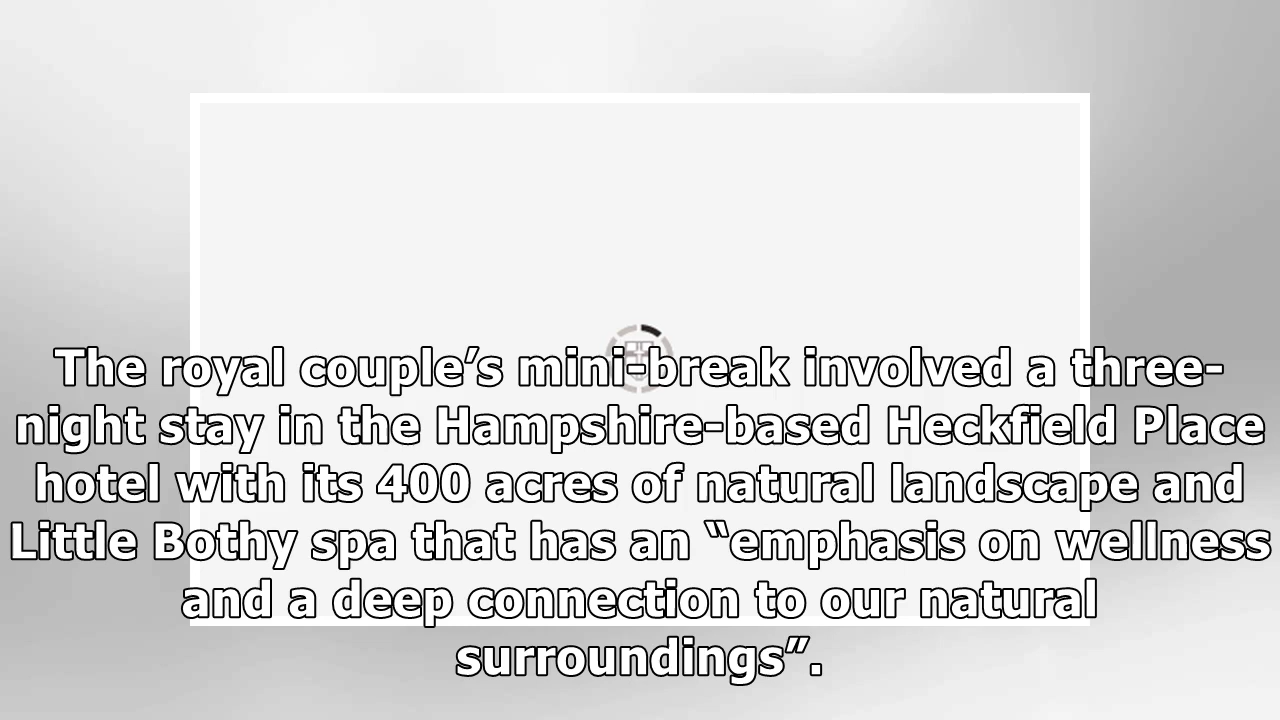 The royal couple’s mini-break involved a three-
night stay in the Hampshire-based Heckfield Place
hotel with its 400 acres of natural landscape and
Little Bothy spa that has an “emphasis on wellness
and a deep connection to our natural
surroundings”.